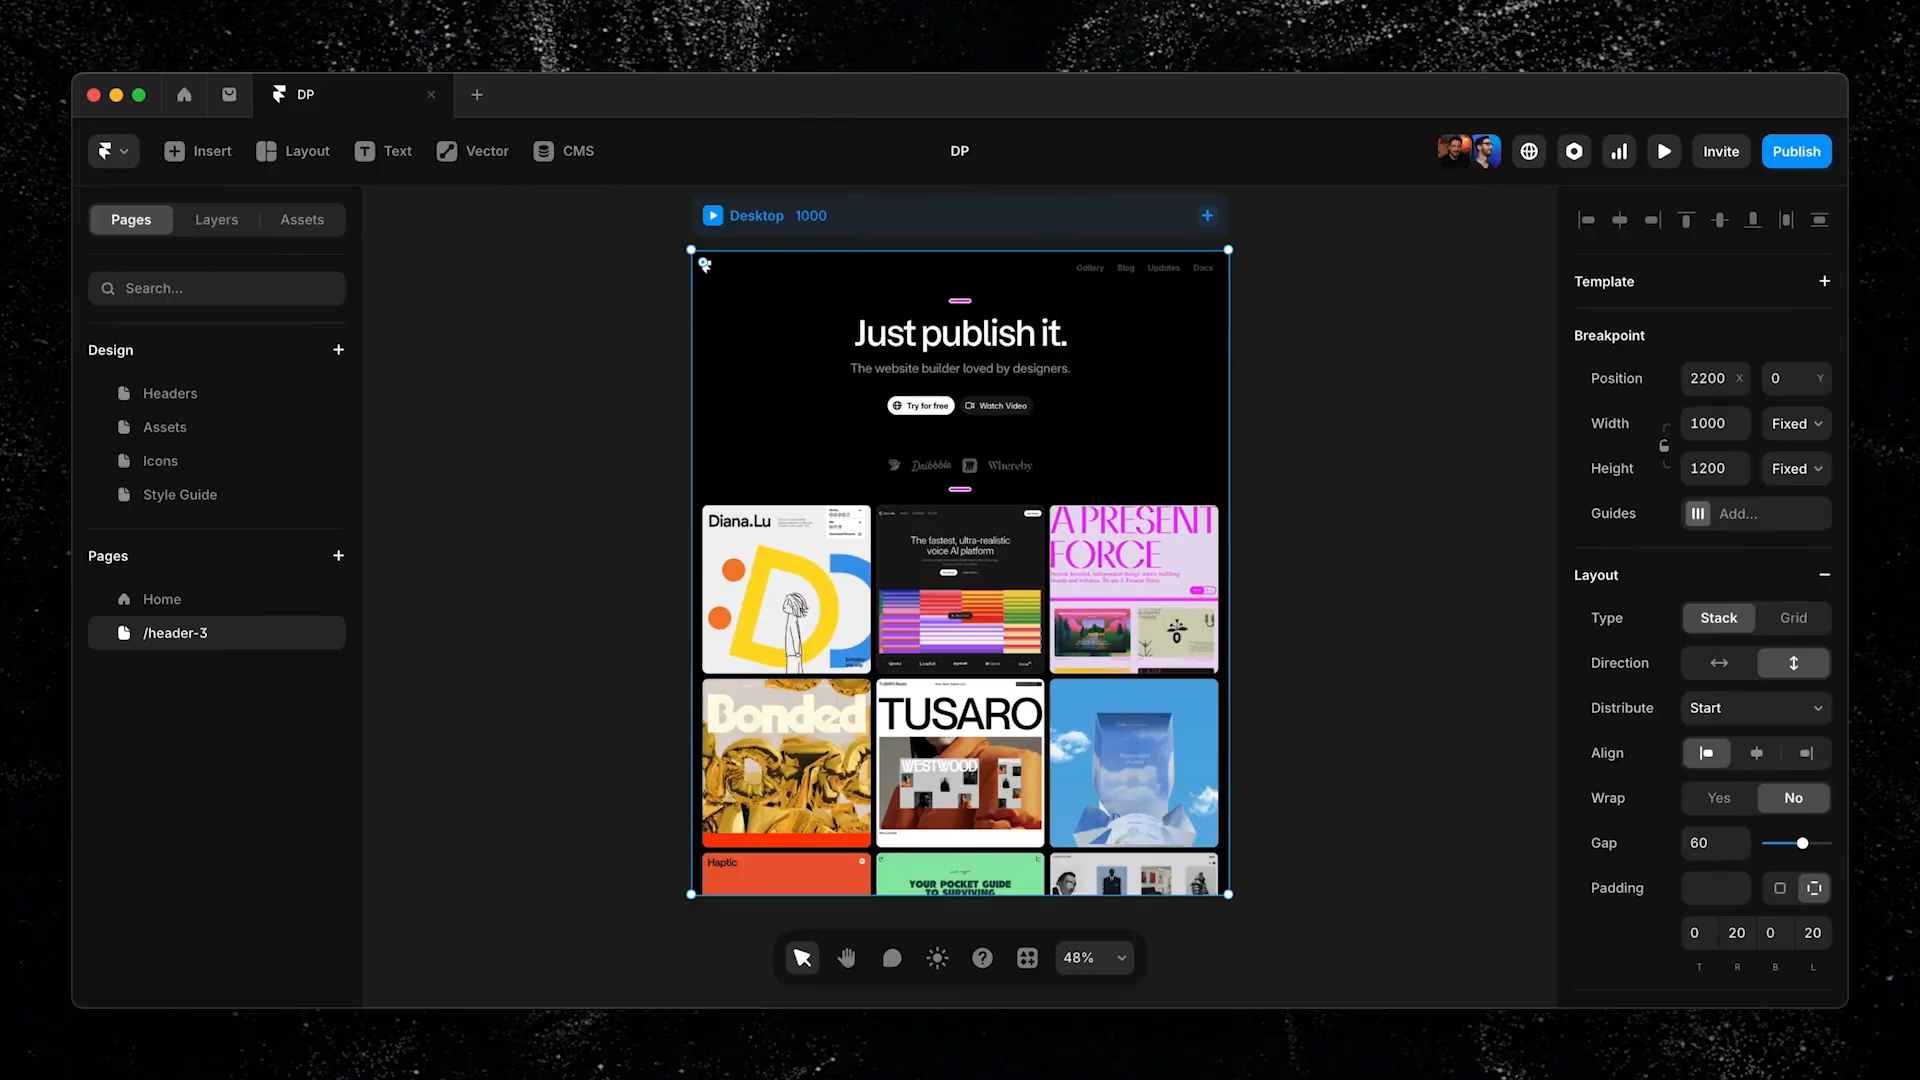 DP
Insert
Layout
Text
Vector
CMS
DP
Invite
Publish
Pages
Layers
Assets
Search...
Design
Headers
Assets
Icons
Style Guide
Pages
Home
/header-3
Desktop 1000
Gallery Blog Updates Docs
Just publish it.
The website builder loved by designers.
Try for free
Watch Video
Dribbble
Whereby
Diana.Lu
The fastest, ultra-realistic
voice AI platform
A PRESENT
FORCE
Bonded
TUSARO
WESTWOOD
Haptic
YOUR POCKET GUIDE
TO SURVIVING
48%
Template
Breakpoint
Position 2200 X 0 Y
Width 1000 Fixed
Height 1200 Fixed
Guides Add...
Layout
Type Stack Grid
Direction
Distribute Start
Align
Wrap Yes No
Gap 60
Padding
0 20 0 20
T R B L